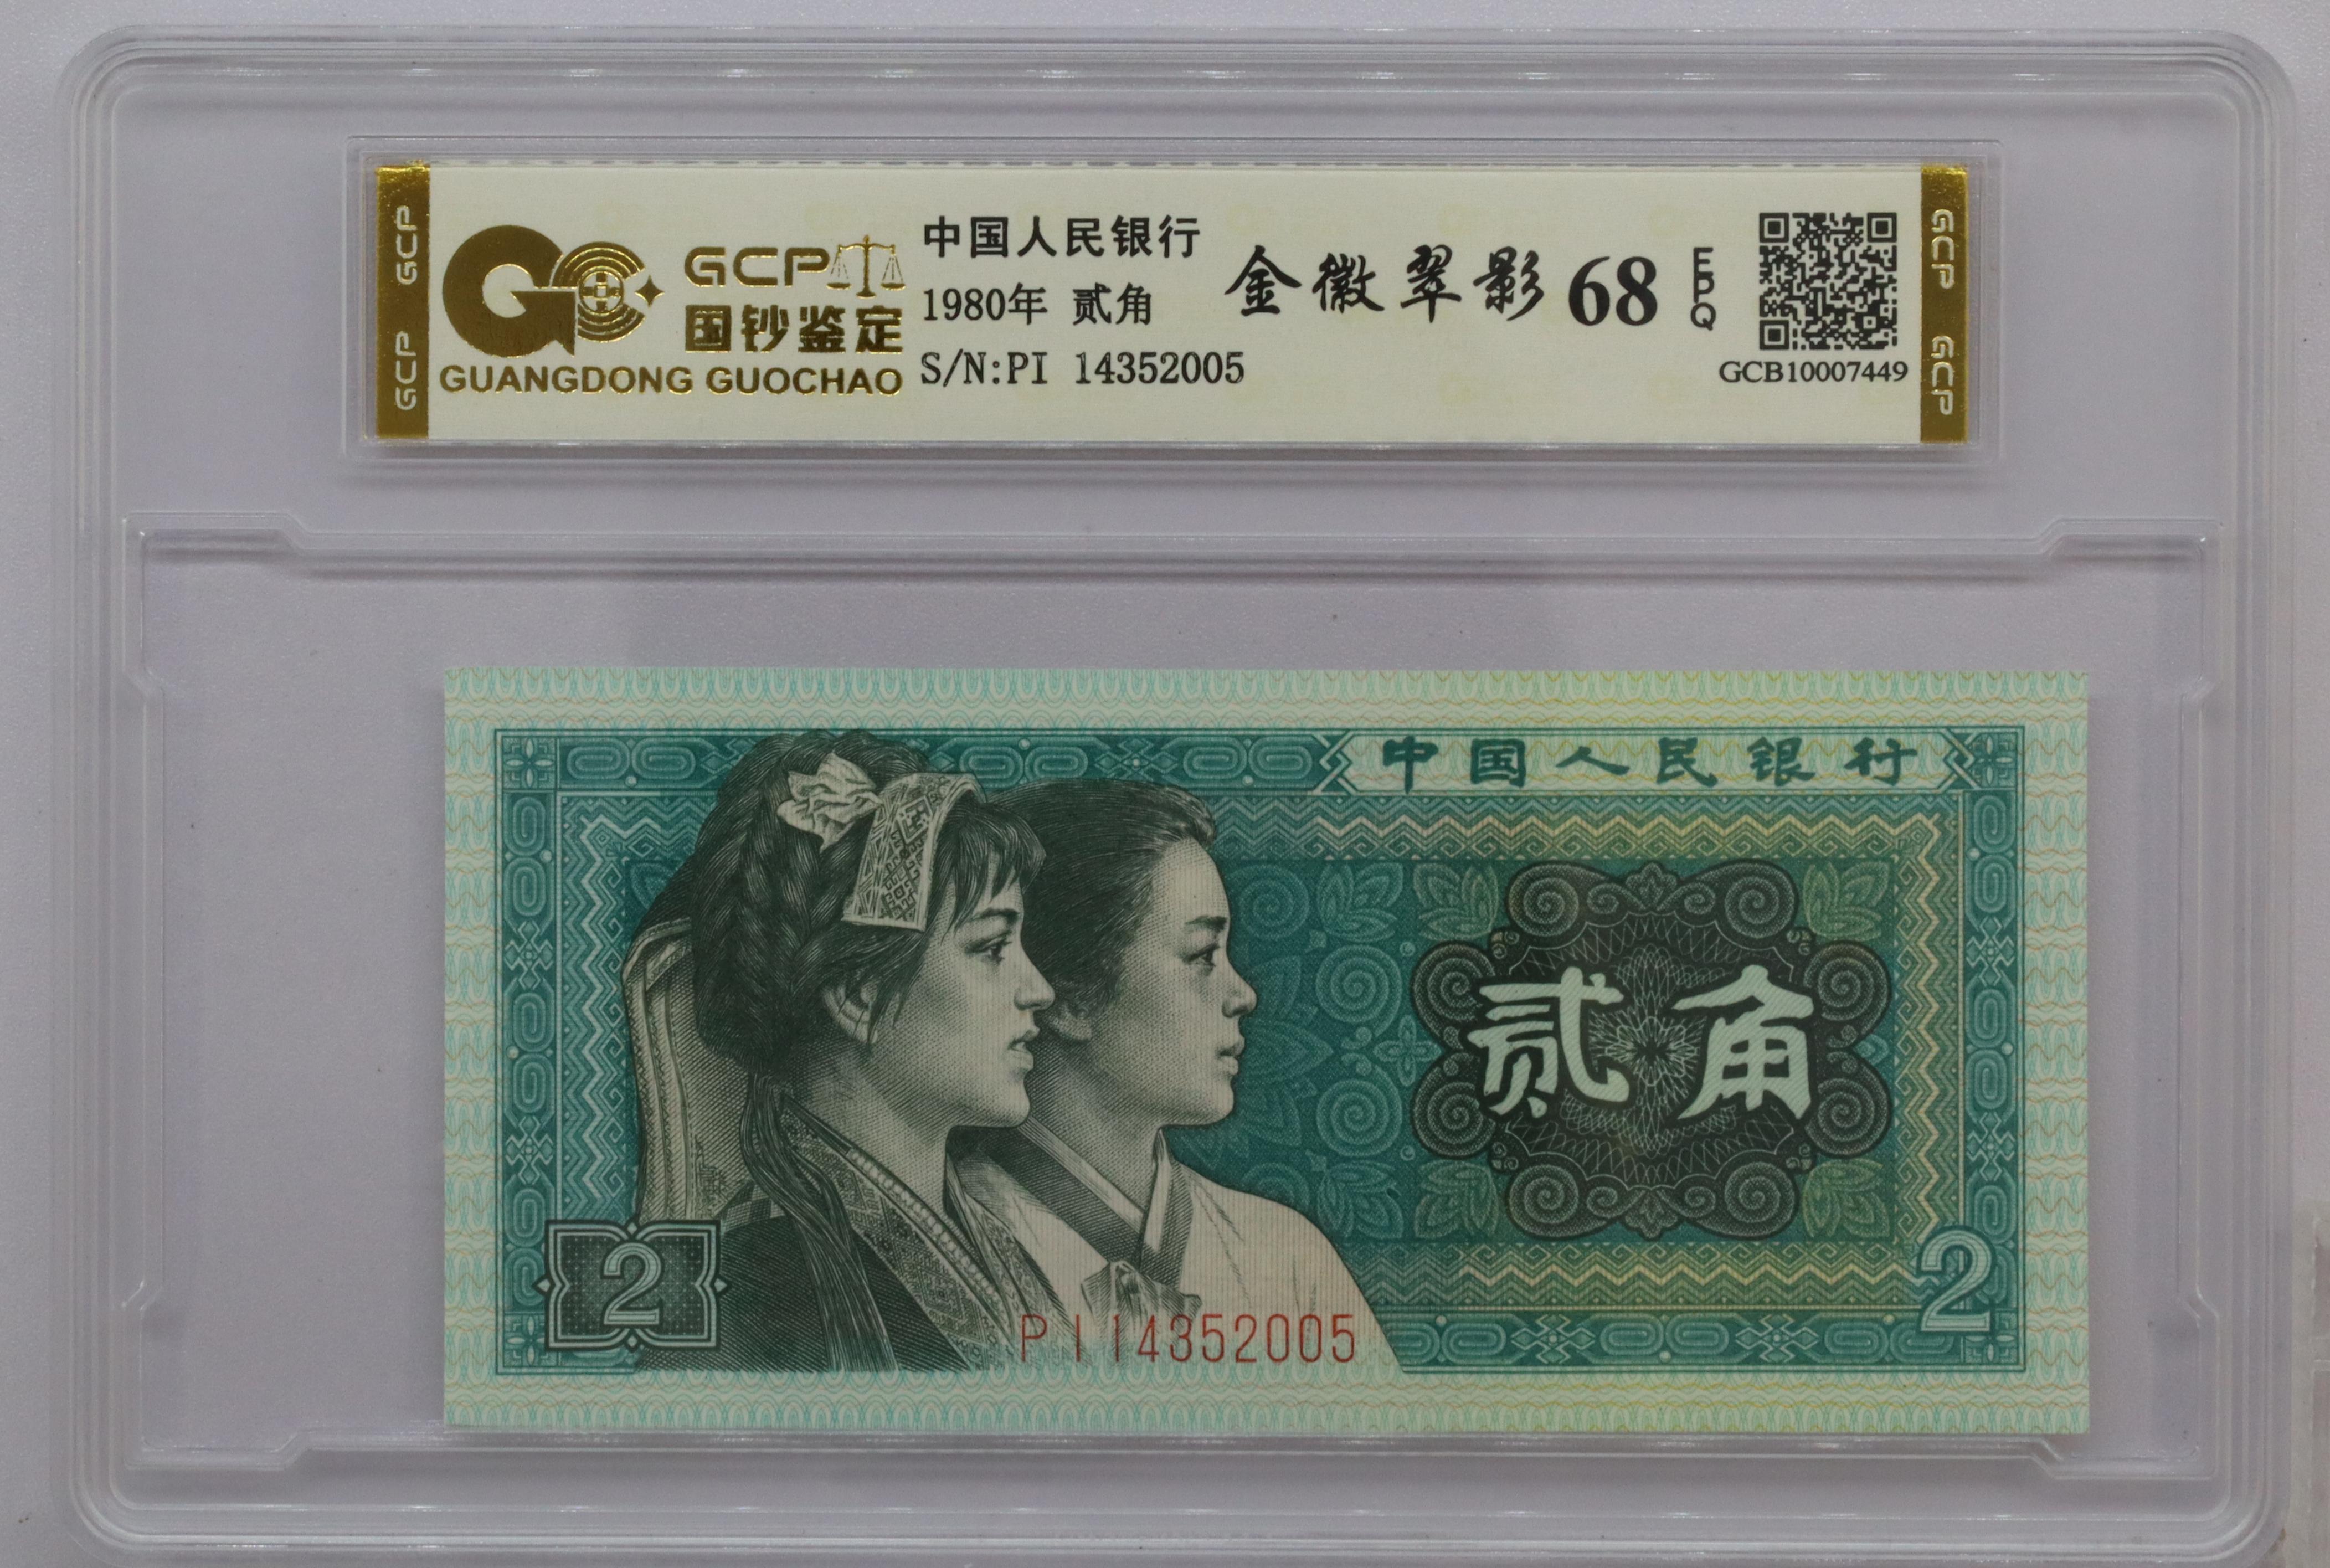 GCP GCP
GCP
国钞鉴定
GUANGDONG GUOCHAO
中国人民银行
1980年 贰角
S/N:PI 14352005
金徽翠影 68 EPQ
GCB10007449
GCP GCP
中国人民银行
贰角
2
2
PI14352005